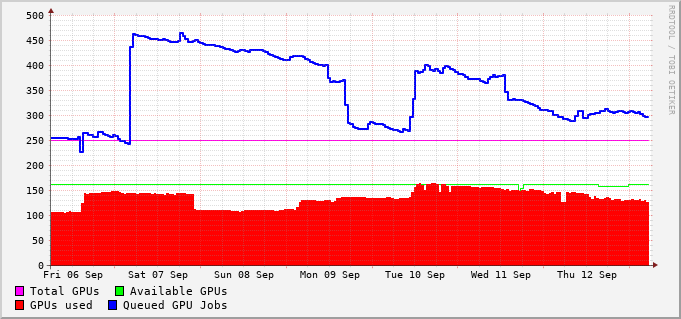 500
450
400
350
300
250
200
150
100
50
0
Fri 06 Sep Sat 07 Sep Sun 08 Sep Mon 09 Sep Tue 10 Sep Wed 11 Sep Thu 12 Sep
Total GPUs Available GPUs
GPUs used Queued GPU Jobs
RRDTOOL / TOBI OETIKER